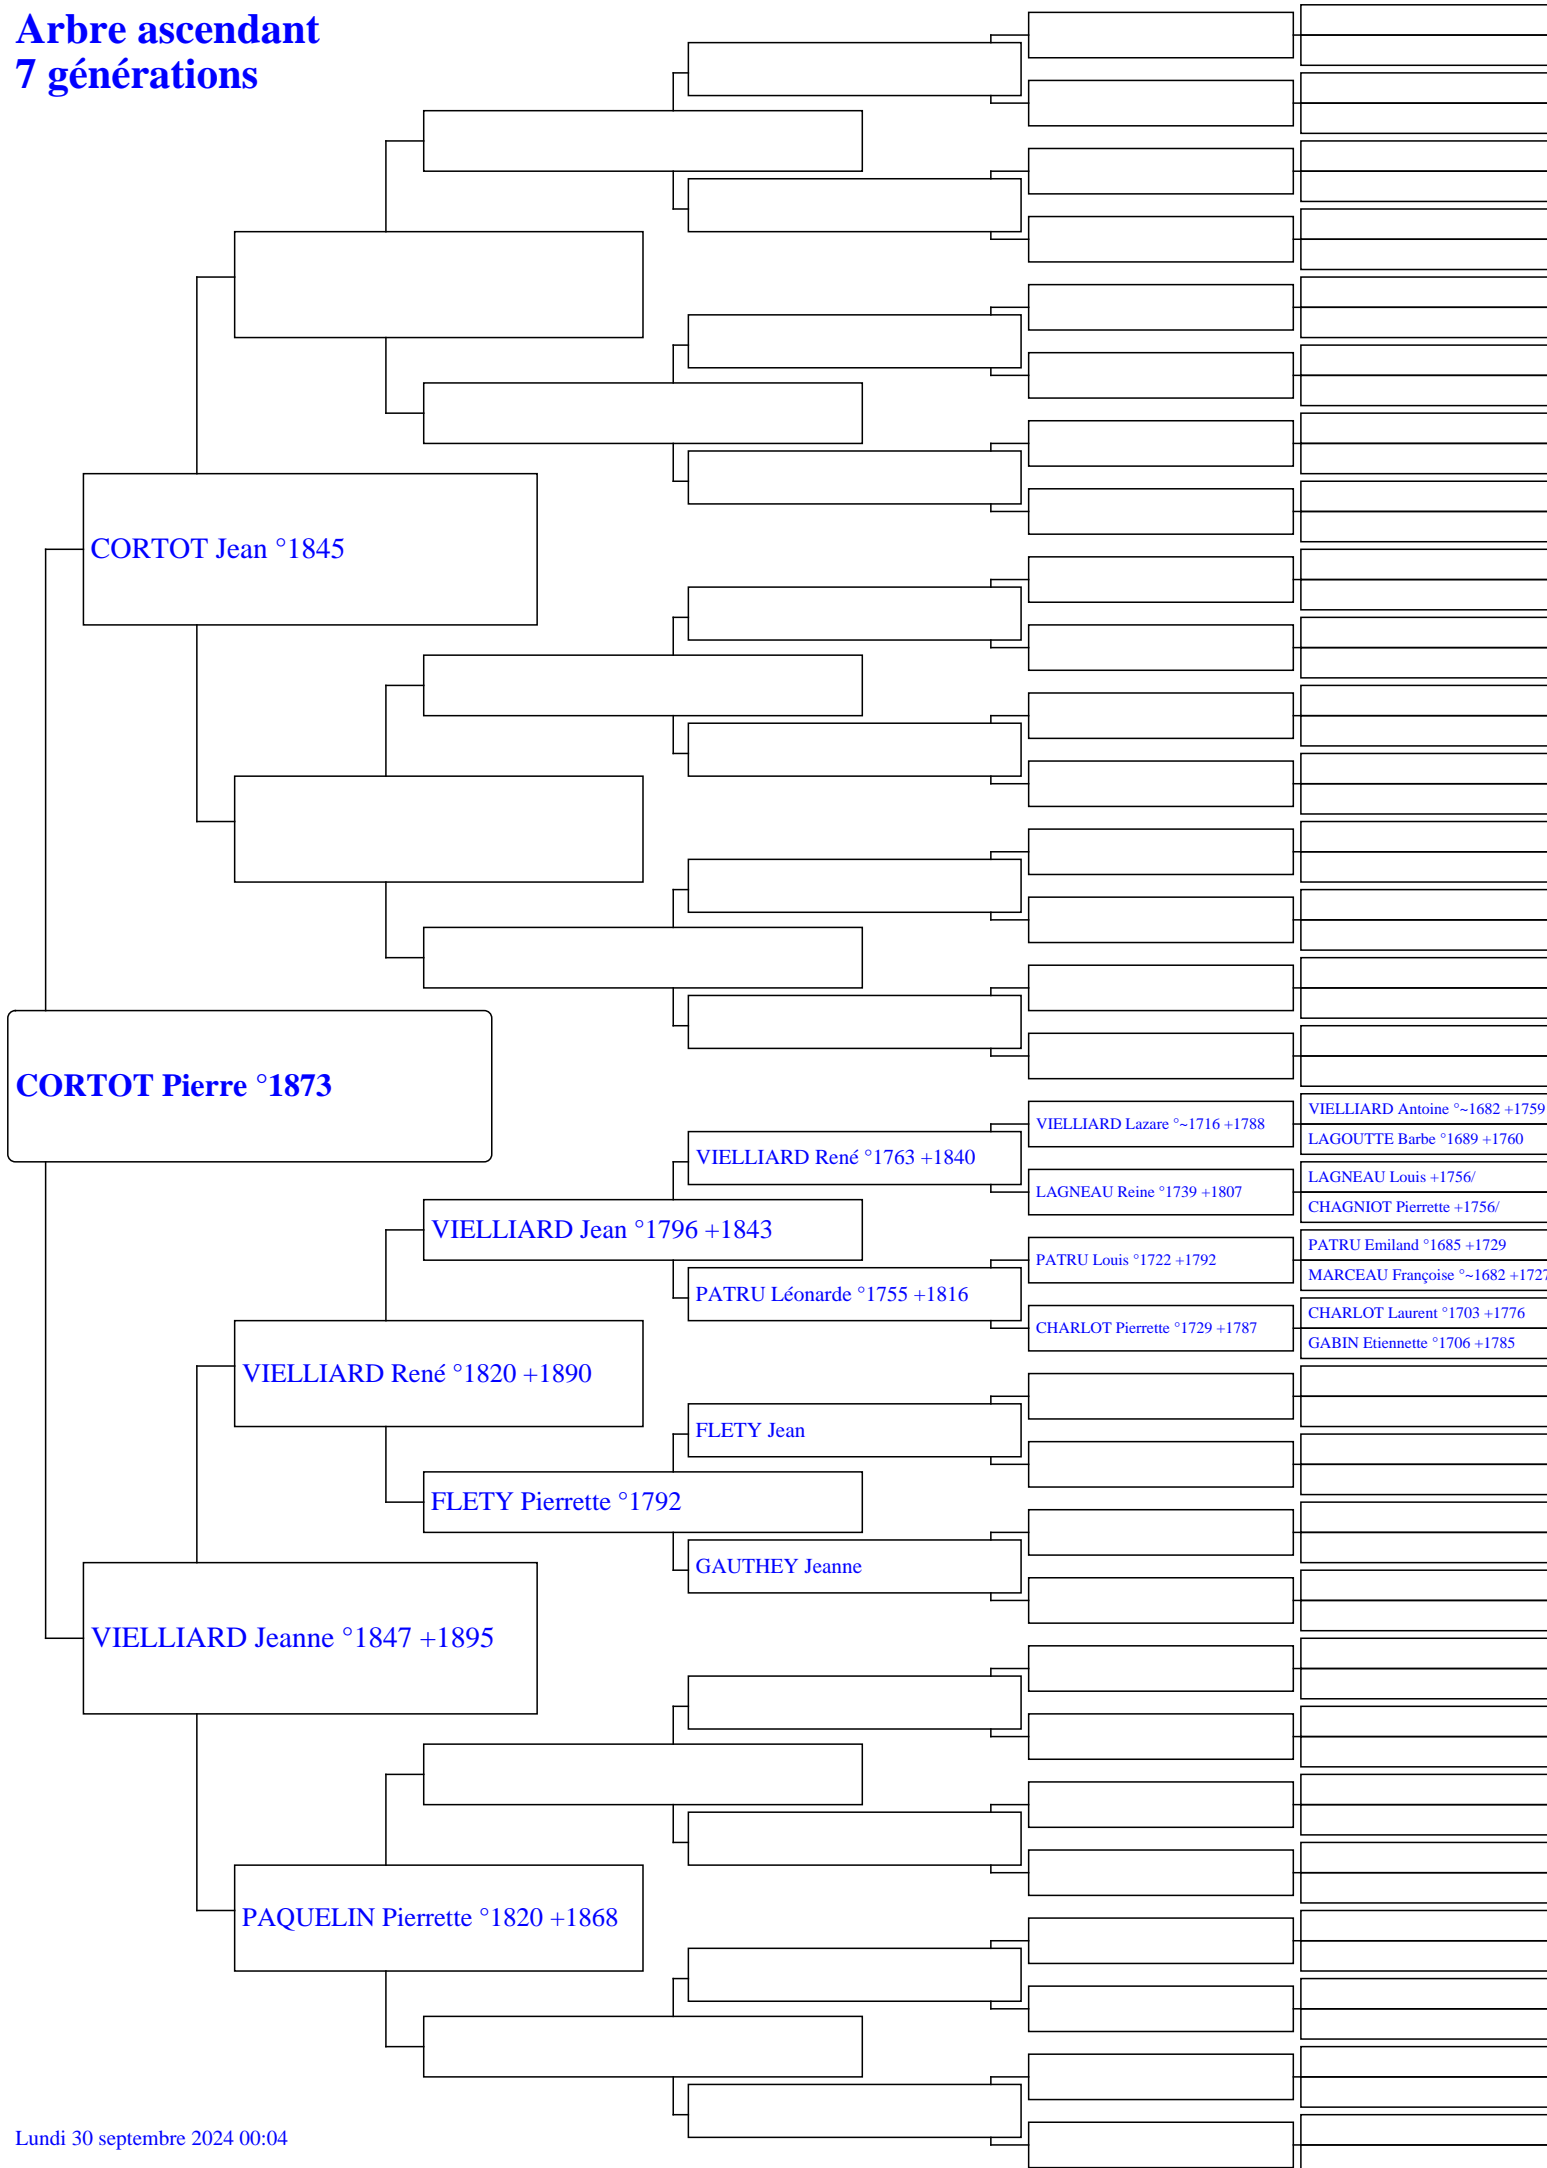 Arbre ascendant
7 générations
CORTOT Jean °1845
CORTOT Pierre °1873
VIELLIARD Antoine °~1682 +1759
VIELLIARD Lazare °~1716 +1788
LAGOUTTE Barbe °1689 +1760
VIELLIARD René °1763 +1840
LAGNEAU Louis +1756/
LAGNEAU Reine °1739 +1807
CHAGNIOT Pierrette +1756/
VIELLIARD Jean °1796 +1843
PATRU Emiland °1685 +1729
PATRU Louis °1722 +1792
MARCEAU Françoise °~1682 +1727
PATRU Léonarde °1755 +1816
CHARLOT Laurent °1703 +1776
CHARLOT Pierrette °1729 +1787
GABIN Etiennette °1706 +1785
VIELLIARD René °1820 +1890
FLETY Jean
FLETY Pierrette °1792
GAUTHEY Jeanne
VIELLIARD Jeanne °1847 +1895
PAQUELIN Pierrette °1820 +1868
Lundi 30 septembre 2024 00:04